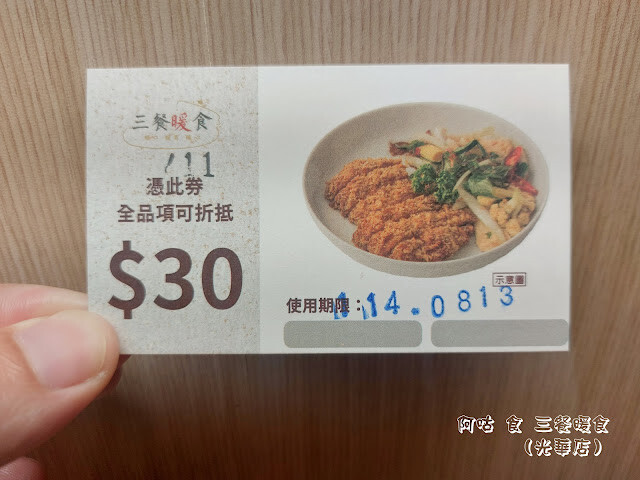 三餐暖食
111
憑此券
全品項可折抵
$30
示意圖
使用期限：114.0813
阿咕 食 三餐暖食
（光華店）